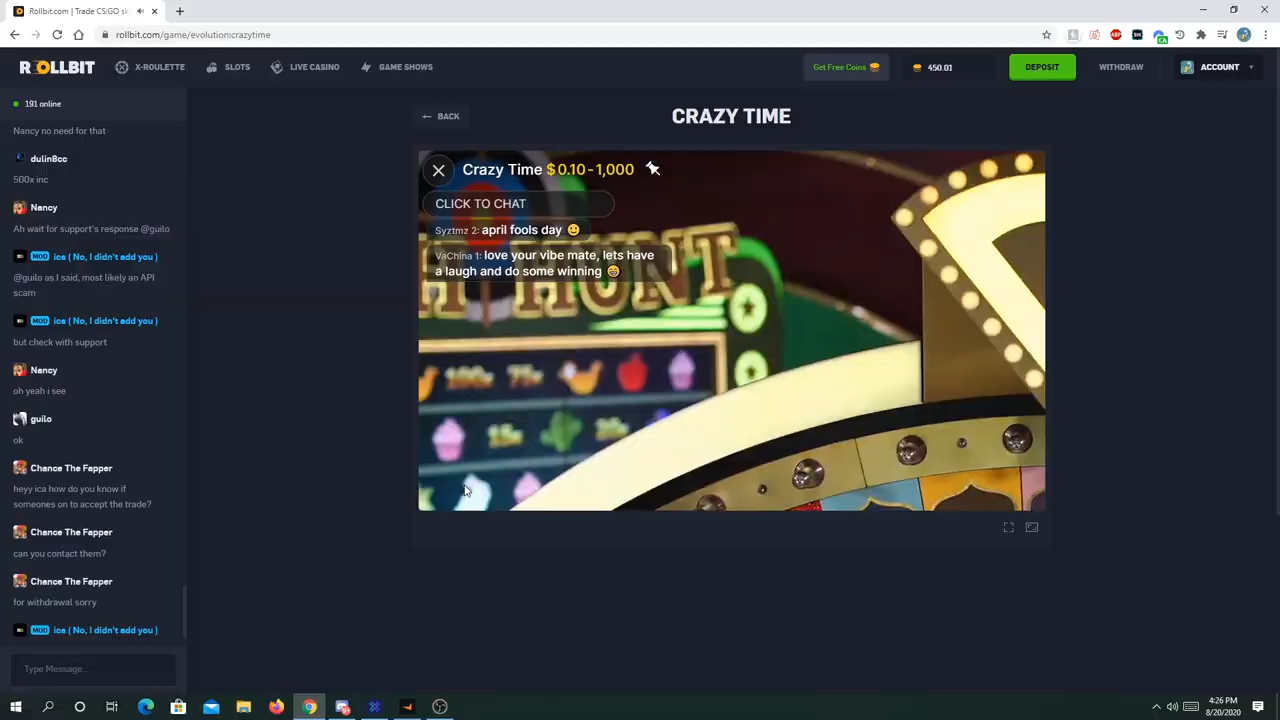 Rollbit.com | Trade CS:GO sk
rollbit.com/game/evolution:crazytime
ROLLBIT
X-ROULETTE
SLOTS
LIVE CASINO
GAME SHOWS
Get Free Coins
450.01
DEPOSIT
WITHDRAW
ACCOUNT
191 online
Nancy no need for that
dulin8cc
500x inc
Nancy
Ah wait for support's response @guilo
MOD ica ( No, I didn't add you )
@guilo as I said, most likely an API
scam
MOD ica ( No, I didn't add you )
but check with support
Nancy
oh yeah i see
guilo
ok
Chance The Fapper
heyy ica how do you know if
someones on to accept the trade?
Chance The Fapper
can you contact them?
Chance The Fapper
for withdrawal sorry
MOD ica ( No, I didn't add you )
Type Message...
← BACK
CRAZY TIME
Crazy Time $0.10-1,000
CLICK TO CHAT
Syztmz 2: april fools day
VaChina 1: love your vibe mate, lets have
a laugh and do some winning
HUNT
100x 75x
15x
4:26 PM
8/20/2020